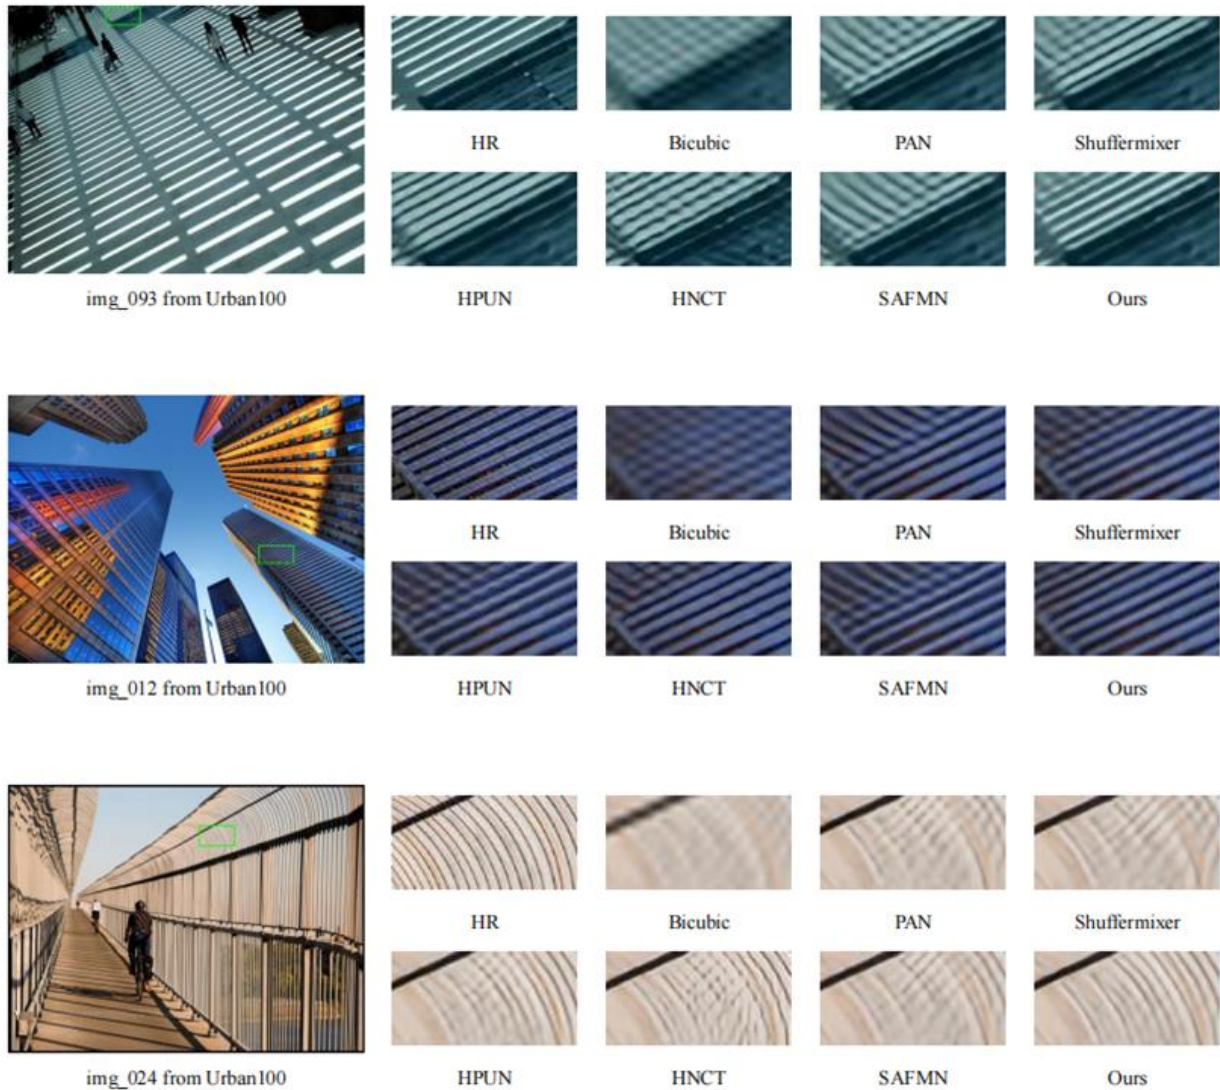 HR Bicubic PAN Shuffermixer
img_093 from Urban100 HPUN HNCT SAFMN Ours
HR Bicubic PAN Shuffermixer
img_012 from Urban100 HPUN HNCT SAFMN Ours
HR Bicubic PAN Shuffermixer
img_024 from Urban100 HPUN HNCT SAFMN Ours